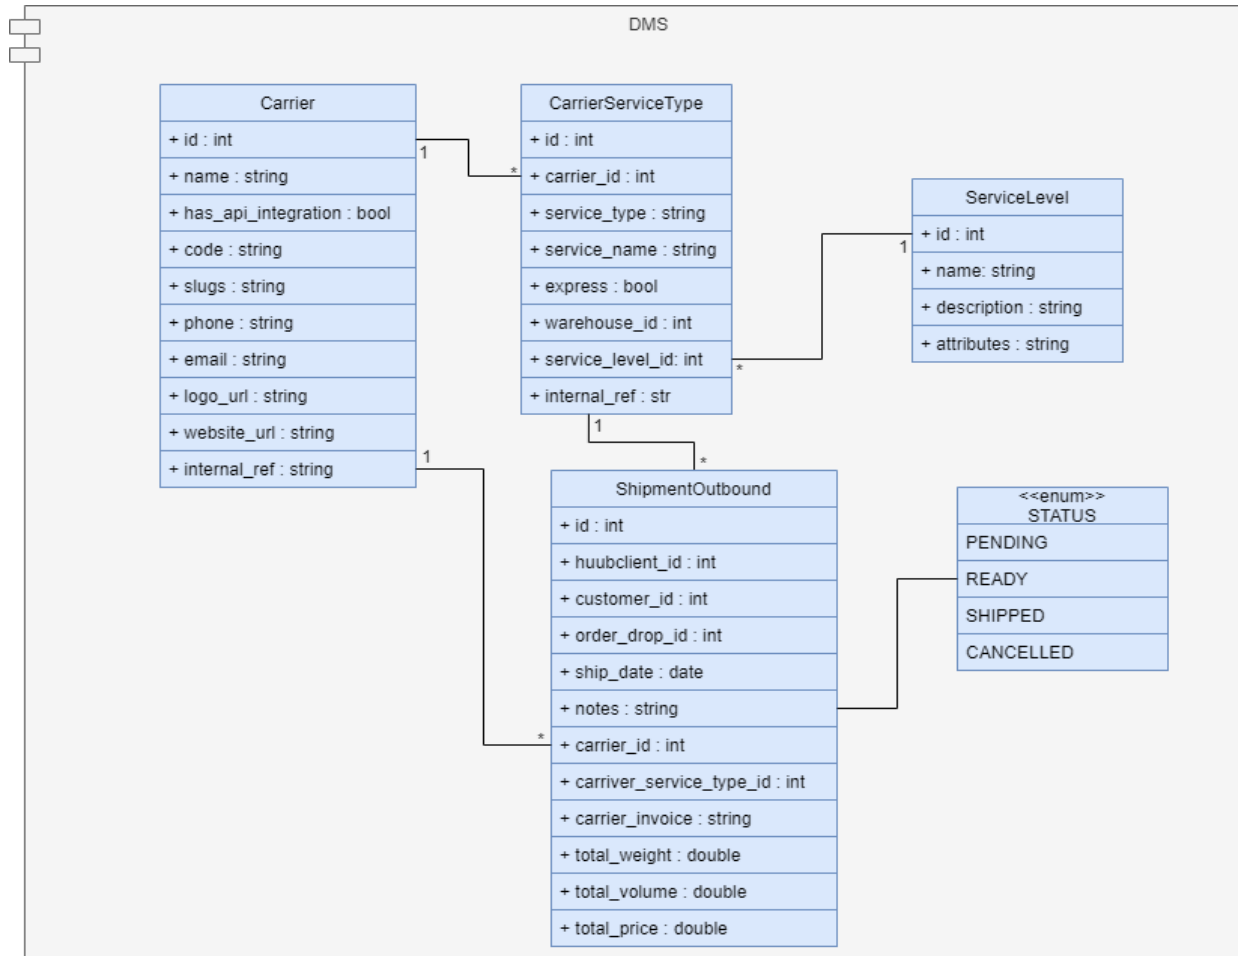 DMS
Carrier
+ id : int
+ name : string
+ has_api_integration : bool
+ code : string
+ slugs : string
+ phone : string
+ email : string
+ logo_url : string
+ website_url : string
+ internal_ref : string
1
*
1
*
CarrierServiceType
+ id : int
+ carrier_id : int
+ service_type : string
+ service_name : string
+ express : bool
+ warehouse_id : int
+ service_level_id: int
+ internal_ref : str
1
*
1
*
ServiceLevel
+ id : int
+ name: string
+ description : string
+ attributes : string
ShipmentOutbound
+ id : int
+ huubclient_id : int
+ customer_id : int
+ order_drop_id : int
+ ship_date : date
+ notes : string
+ carrier_id : int
+ carriver_service_type_id : int
+ carrier_invoice : string
+ total_weight : double
+ total_volume : double
+ total_price : double
<<enum>>
STATUS
PENDING
READY
SHIPPED
CANCELLED